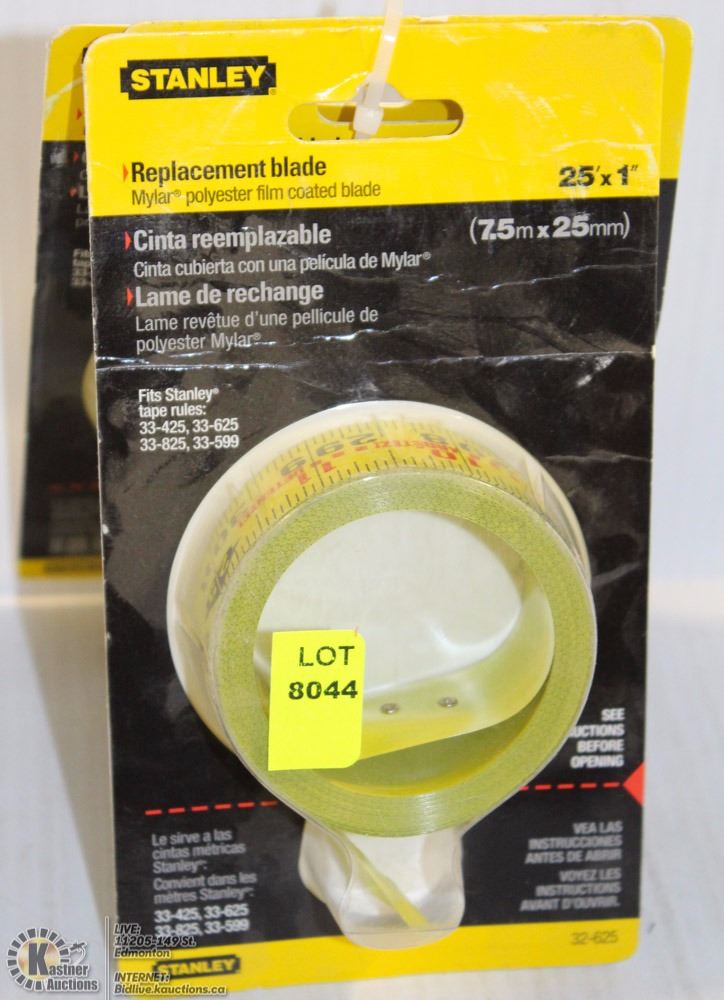 STANLEY
Replacement blade
Mylar® polyester film coated blade
25' x 1"
Cinta reemplazable
(7.5m x 25mm)
Cinta cubierta con una película de Mylar®
Lame de rechange
Lame revêtue d'une pellicule de
polyester Mylar®
Fits Stanley®
tape rules:
33-425, 33-625
33-825, 33-599
LOT
8044
SEE
UCTIONS
BEFORE
OPENING
Le sirve a las
cintas métricas
Stanley®:
Convient dans les
mètres Stanley®:
33-425, 33-625
33-825, 33-599
VEA LAS
INSTRUCCIONES
ANTES DE ABRIR
VOYEZ LES
INSTRUCTIONS
AVANT D'OUVRIR.
32-625
STANLEY
Kastner
Auctions
LIVE:
11205-149 St.
Edmonton
INTERNET:
Bidlive.kauctions.ca